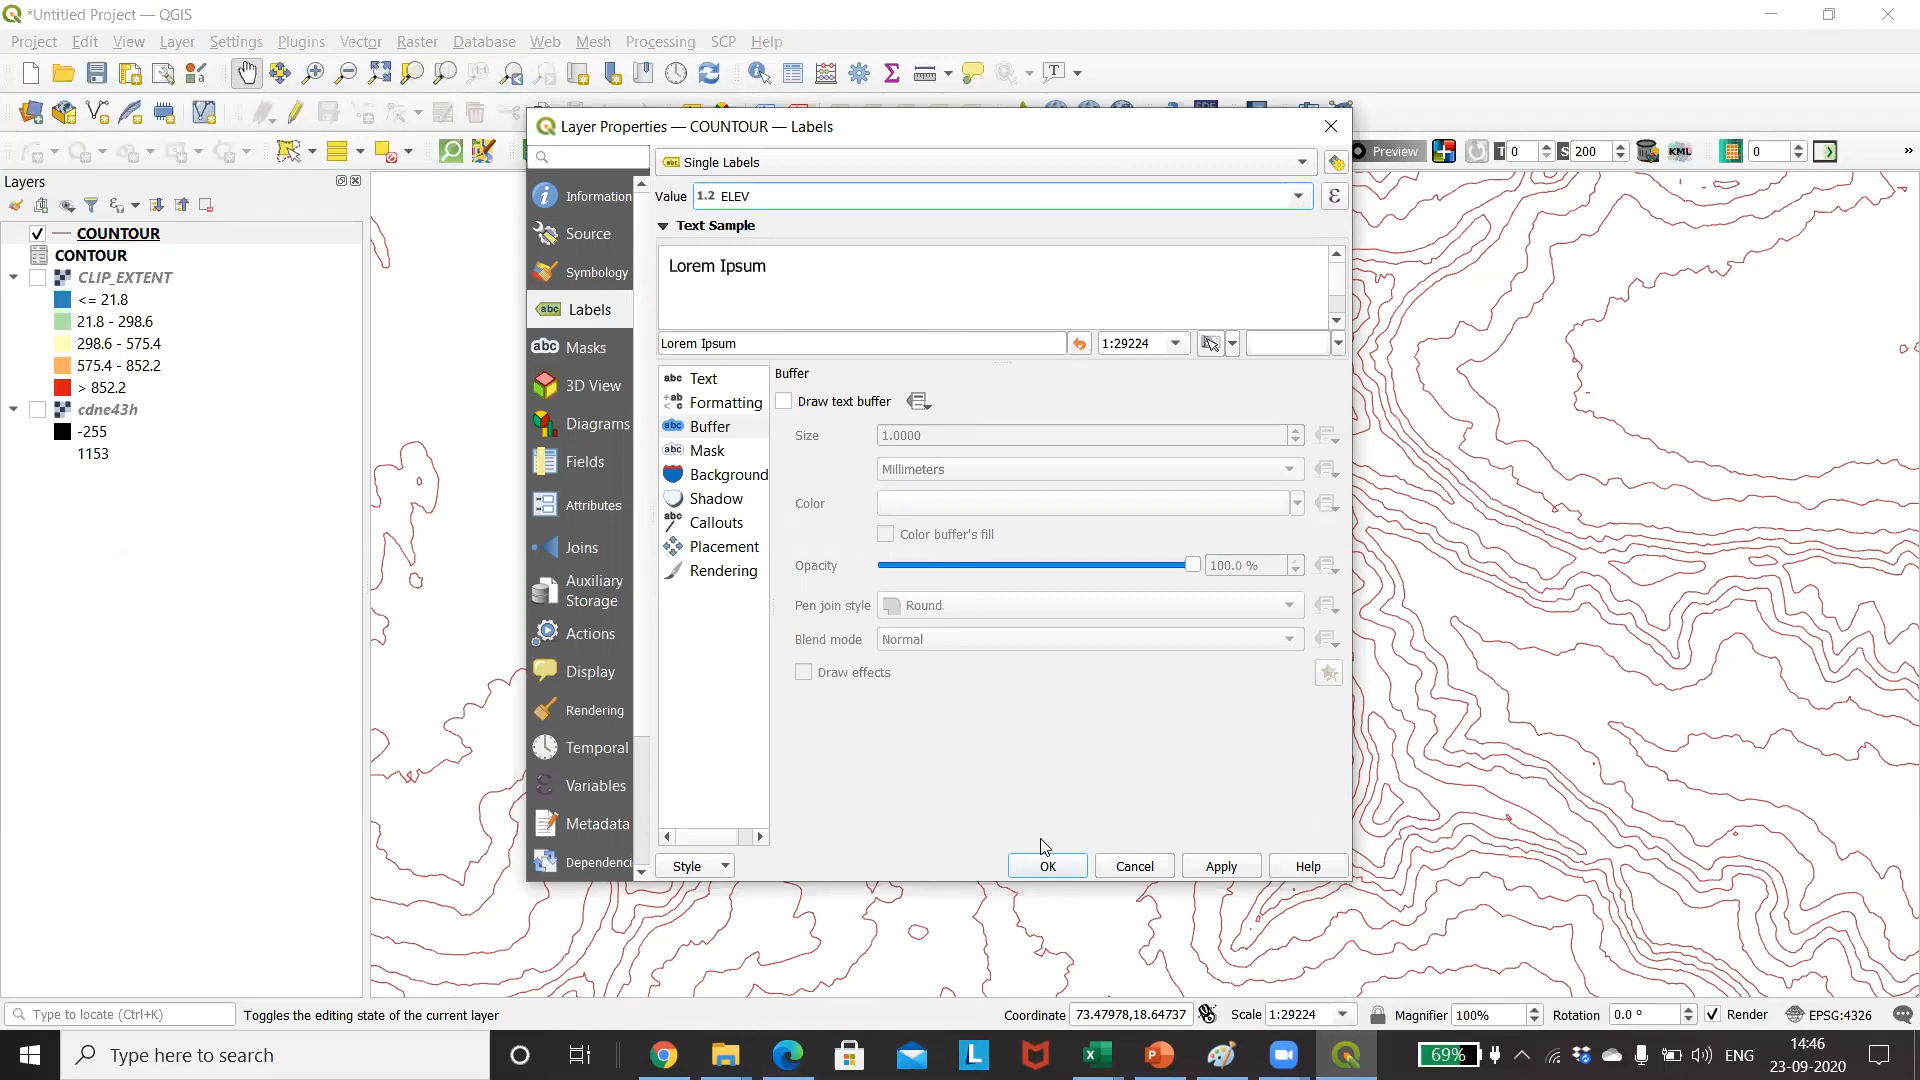 *Untitled Project — QGIS
Project Edit View Layer Settings Plugins Vector Raster Database Web Mesh Processing SCP Help
Preview T 0 S 200 KML 0 »
Layers
COUNTOUR
CONTOUR
CLIP_EXTENT
<= 21.8
21.8 - 298.6
298.6 - 575.4
575.4 - 852.2
> 852.2
cdne43h
-255
1153
Layer Properties — COUNTOUR — Labels
Information
Source
Symbology
abc Labels
abc Masks
3D View
Diagrams
Fields
Attributes
Joins
Auxiliary
Storage
Actions
Display
Rendering
Temporal
Variables
Metadata
Dependenci
abc Single Labels
Value 1.2 ELEV ε
Text Sample
Lorem Ipsum
Lorem Ipsum 1:29224
abc Text
Formatting
abc Buffer
abc Mask
Background
Shadow
abc Callouts
Placement
Rendering
Buffer
Draw text buffer
Size 1.0000
Millimeters
Color
Color buffer's fill
Opacity 100.0 %
Pen join style Round
Blend mode Normal
Draw effects
Style OK Cancel Apply Help
Type to locate (Ctrl+K) Toggles the editing state of the current layer Coordinate 73.47978,18.64737 Scale 1:29224 Magnifier 100% Rotation 0.0 ° Render EPSG:4326
Type here to search 69% ENG 14:46
23-09-2020